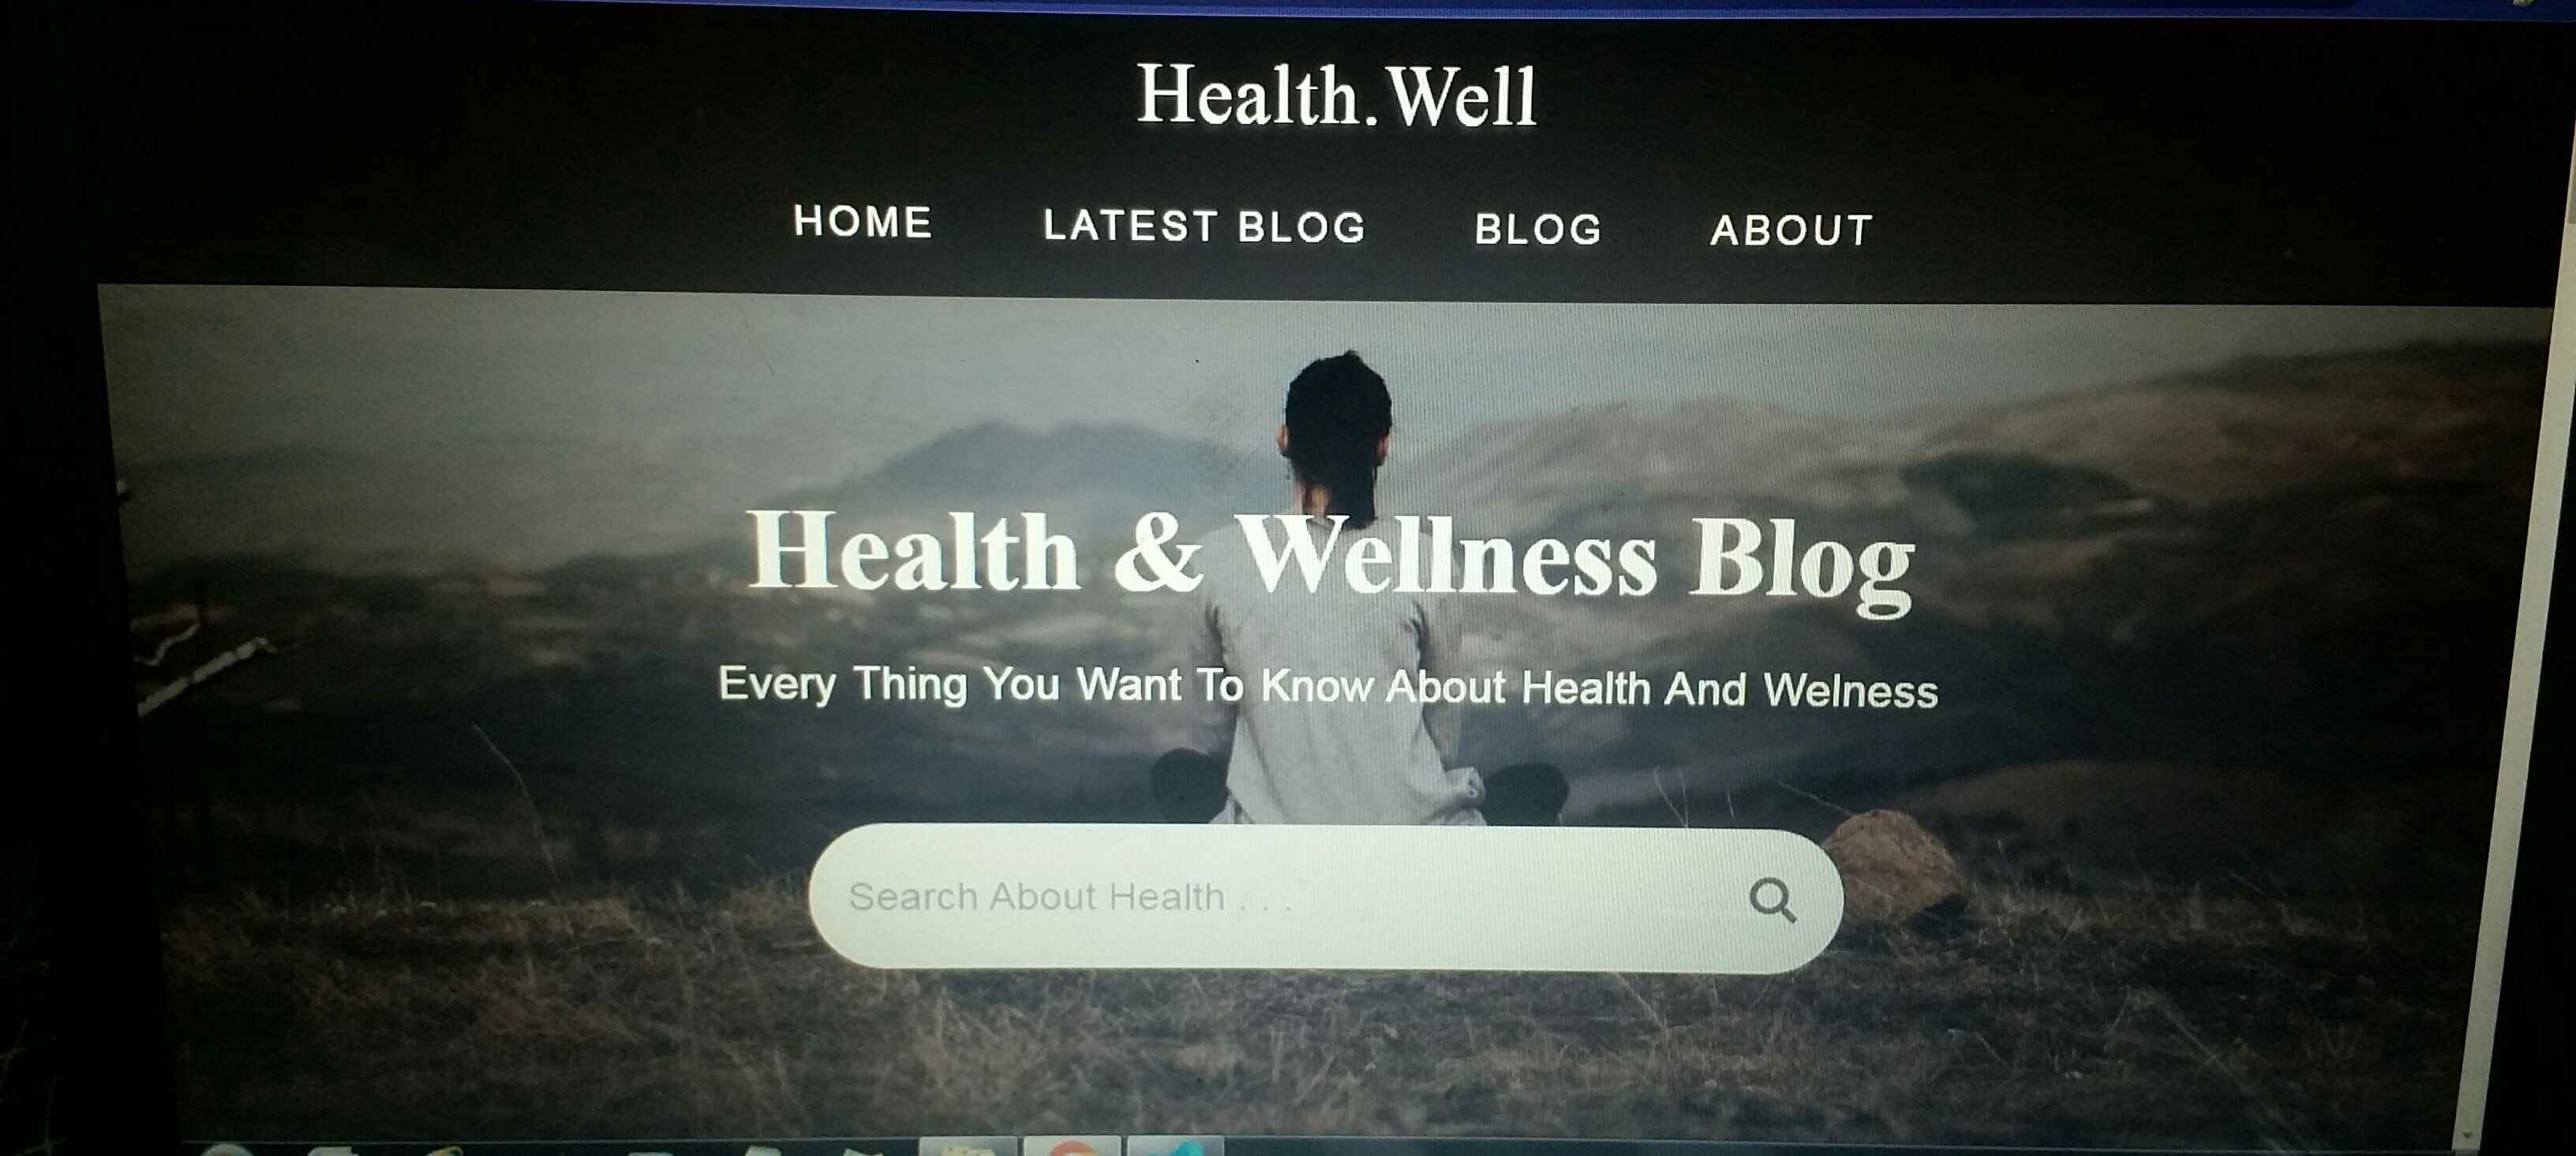 Health. Well
HOME LATEST BLOG BLOG ABOUT
Health & Wellness Blog
Every Thing You Want To Know About Health And Welness
Search About Health . . .